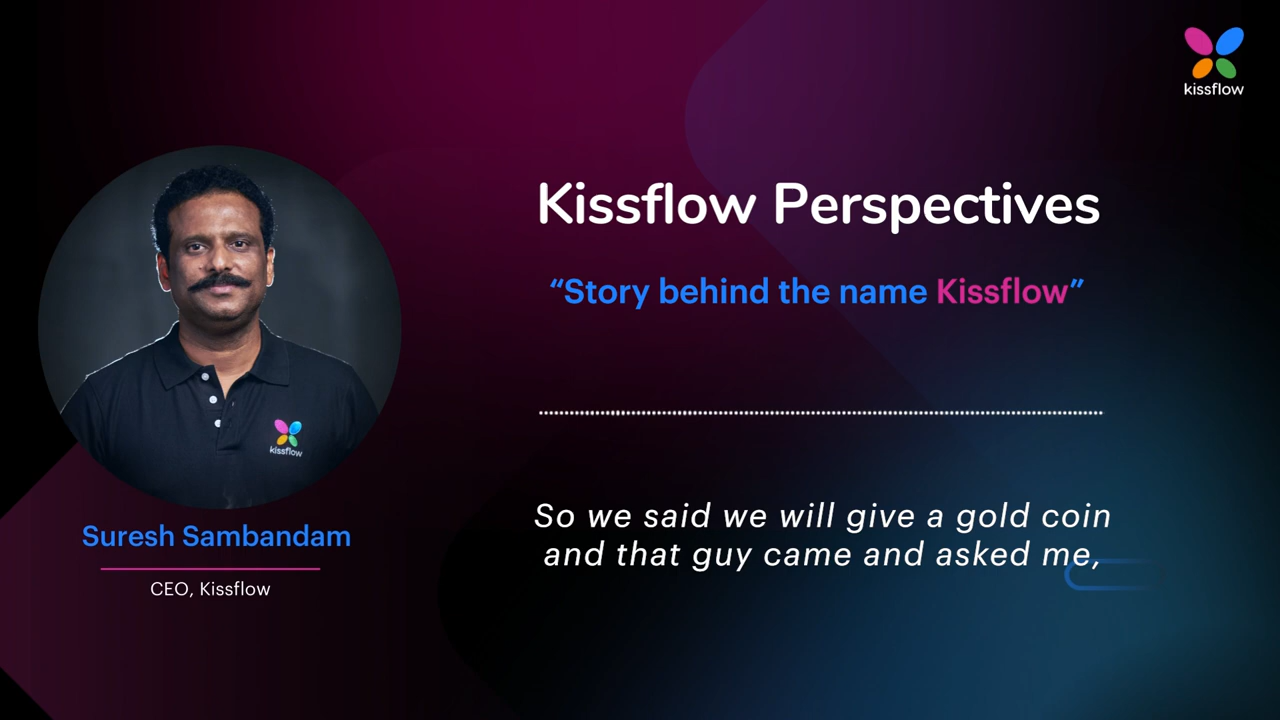 kissflow
Kissflow Perspectives
“Story behind the name Kissflow”
kissflow
Suresh Sambandam
CEO, Kissflow
So we said we will give a gold coin
and that guy came and asked me,